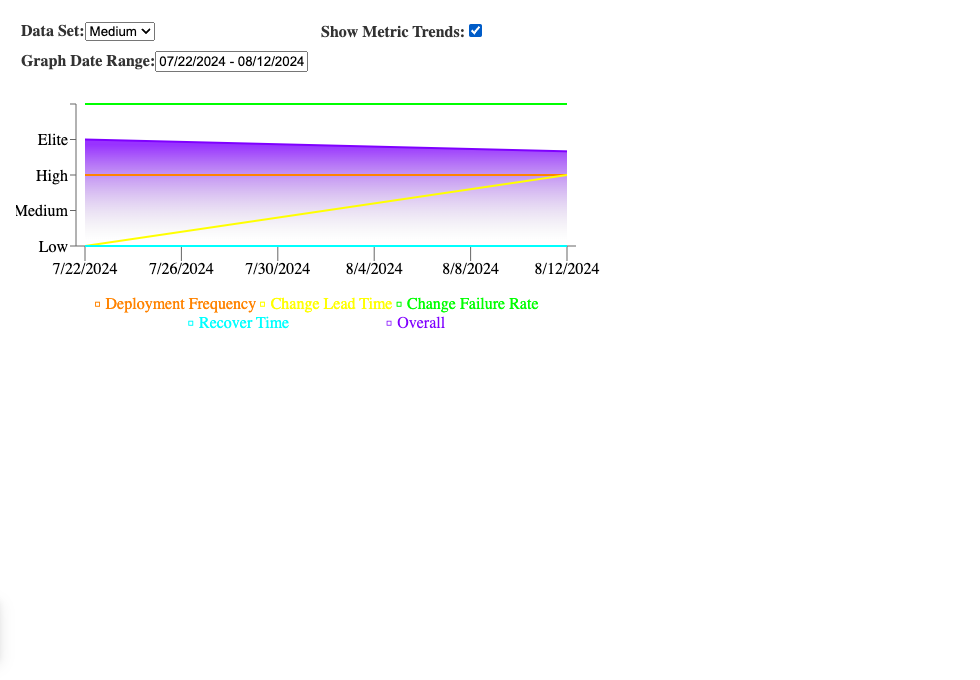 Data Set: Medium Show Metric Trends:
Graph Date Range: 07/22/2024 - 08/12/2024
Elite
High
Medium
Low
7/22/2024 7/26/2024 7/30/2024 8/4/2024 8/8/2024 8/12/2024
Deployment Frequency Change Lead Time Change Failure Rate
Recover Time Overall